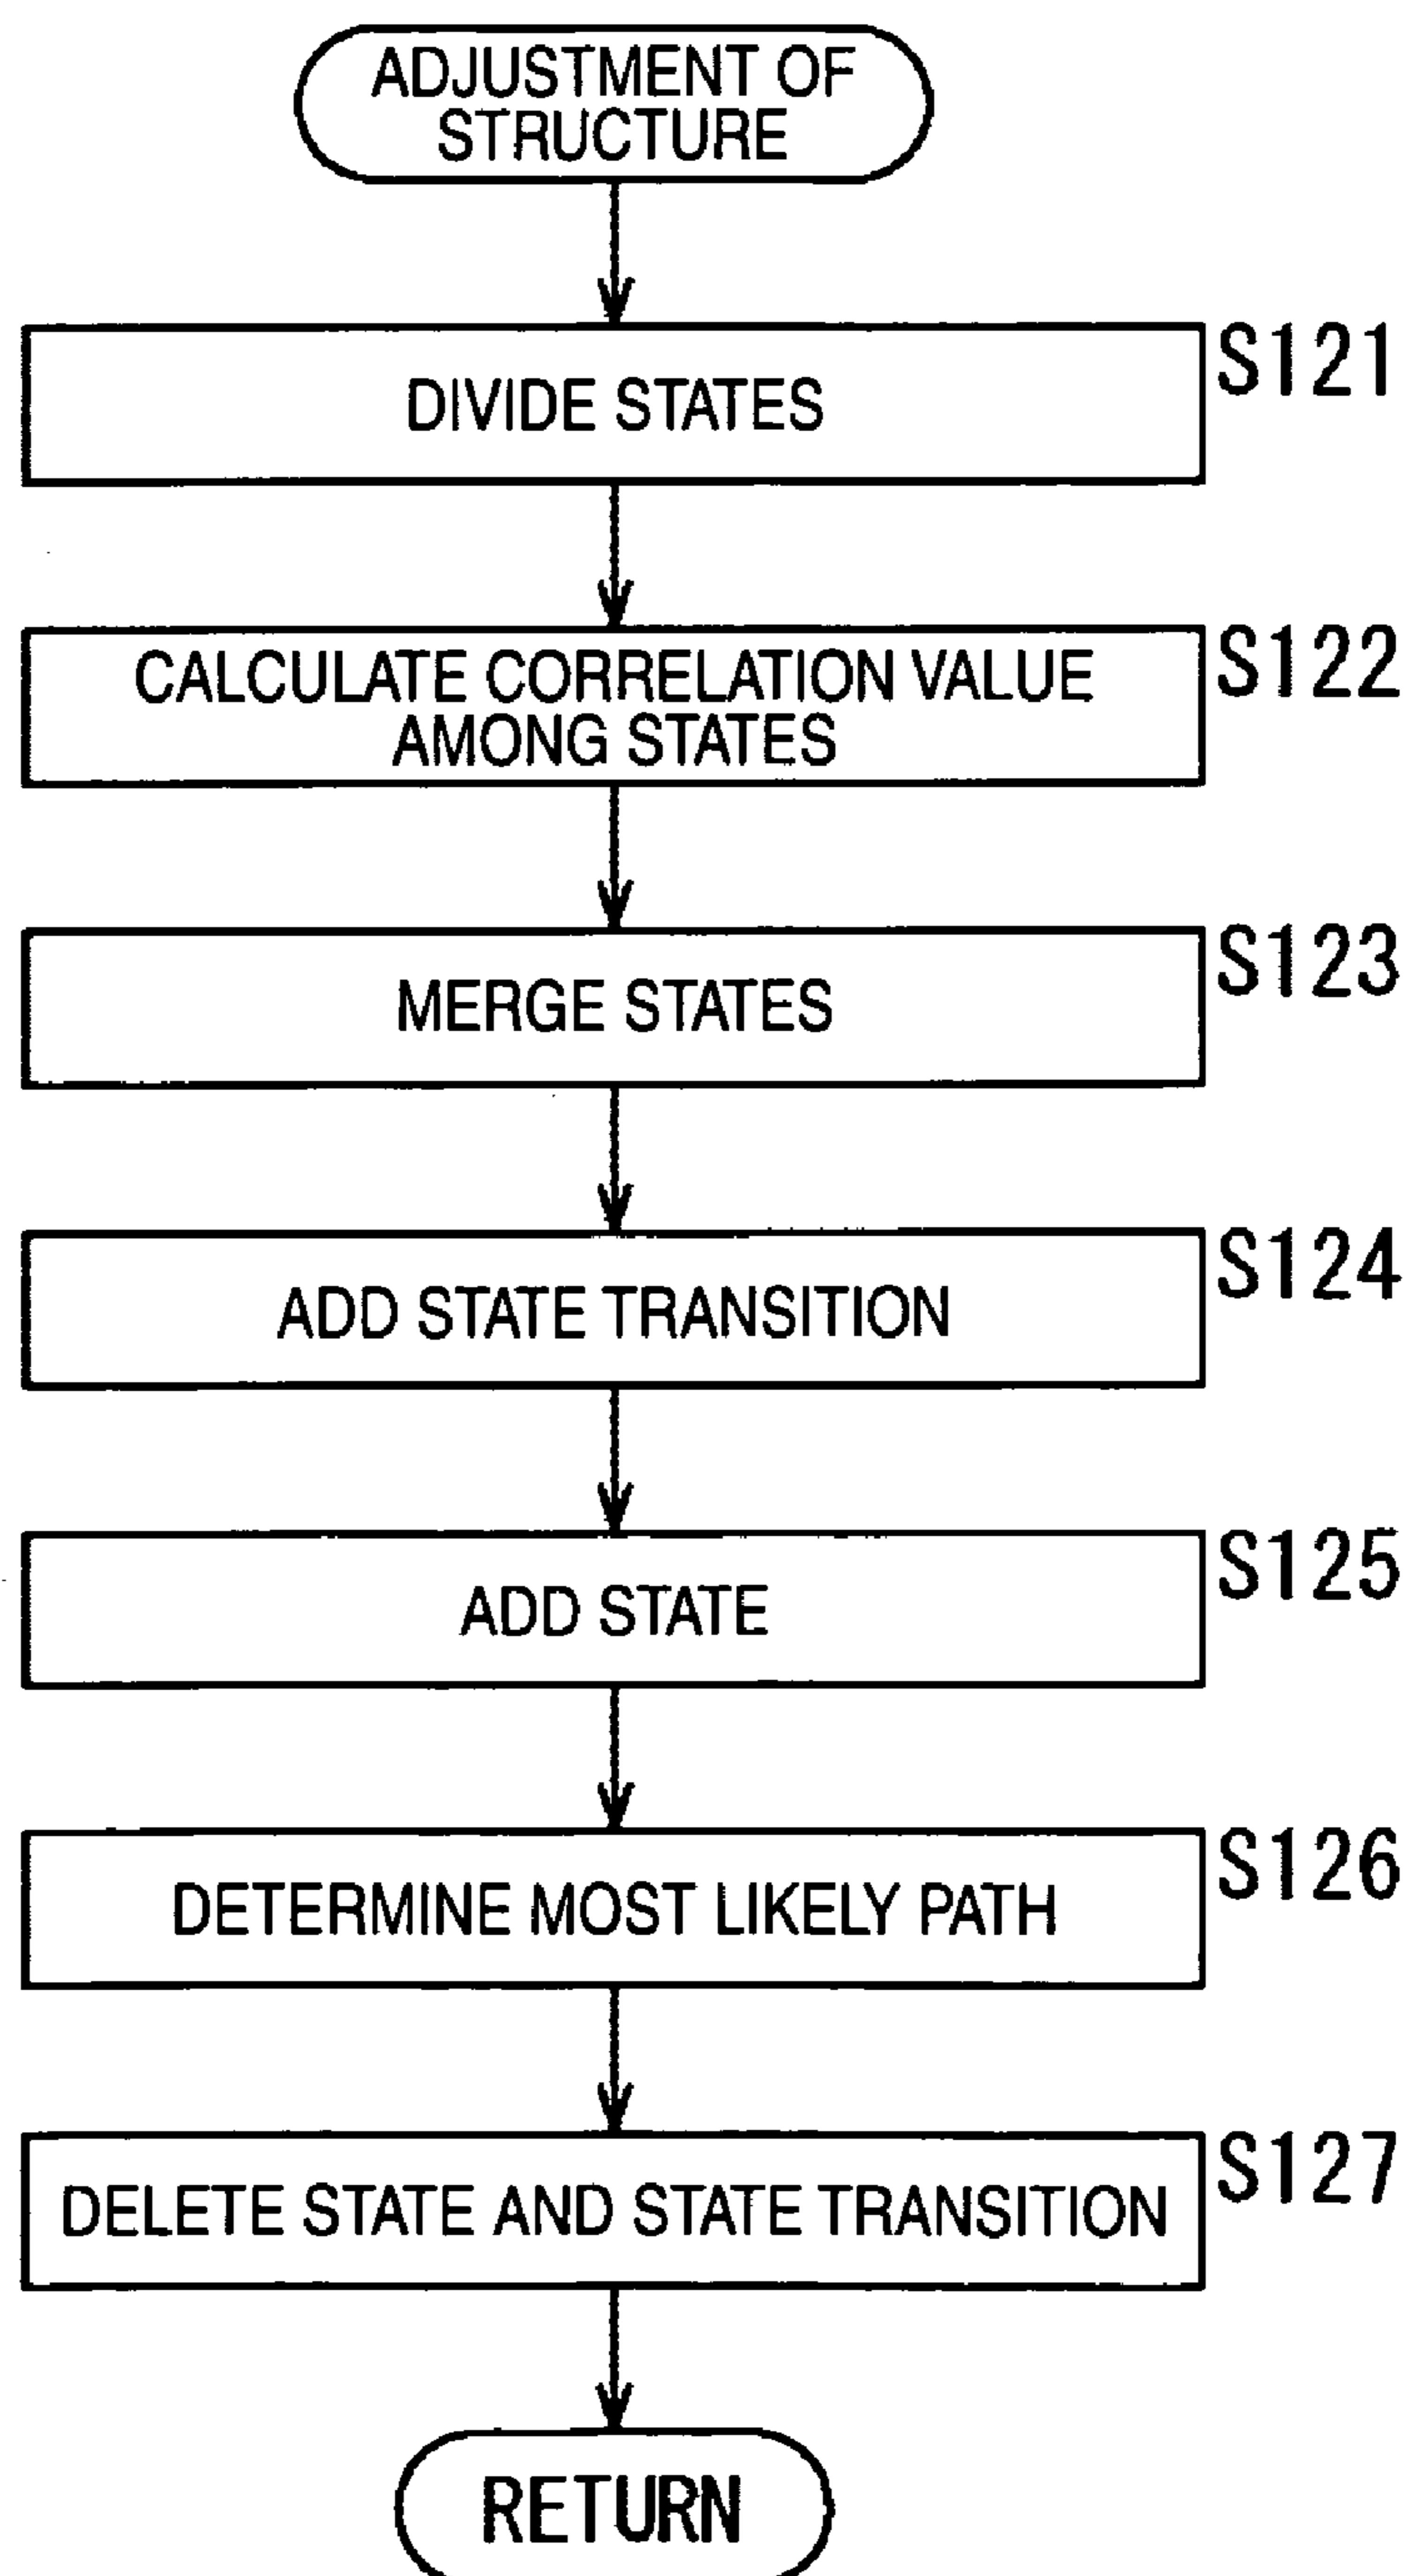 ADJUSTMENT OF
STRUCTURE
DIVIDE STATES
S121
CALCULATE CORRELATION VALUE
AMONG STATES
S122
MERGE STATES
S123
ADD STATE TRANSITION
S124
ADD STATE
S125
DETERMINE MOST LIKELY PATH
S126
DELETE STATE AND STATE TRANSITION
S127
RETURN